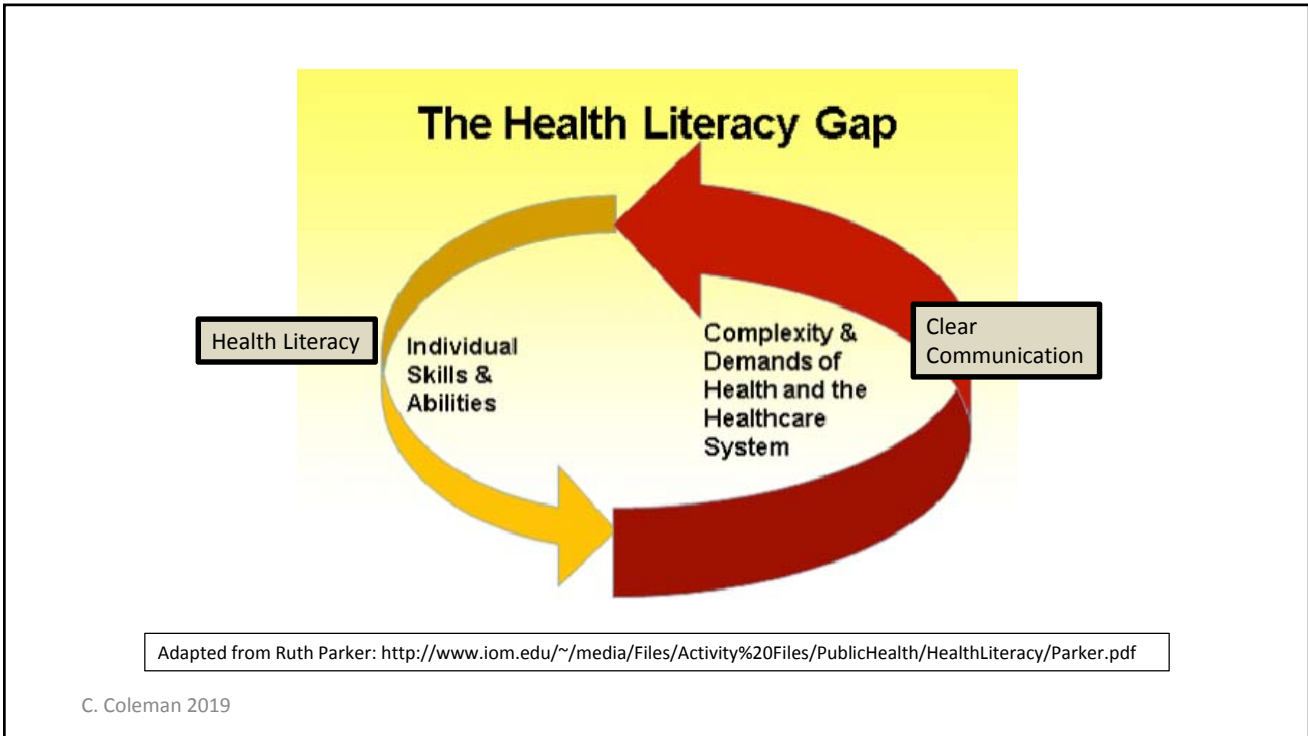 The Health Literacy Gap
Health Literacy
Individual
Skills &
Abilities
Complexity &
Demands of
Health and the
Healthcare
System
Clear
Communication
Adapted from Ruth Parker: http://www.iom.edu/~/media/Files/Activity%20Files/PublicHealth/HealthLiteracy/Parker.pdf
C. Coleman 2019